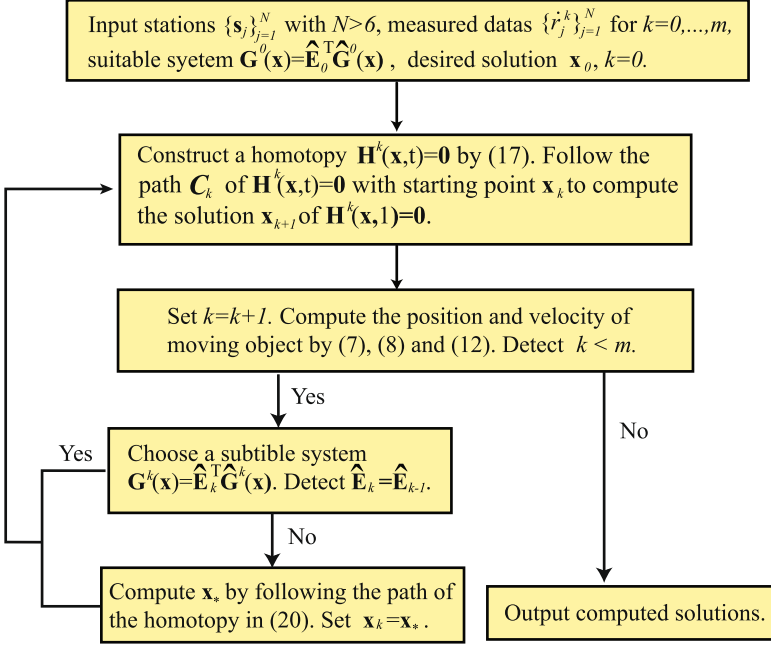 Input stations {s_j}_{j=1}^N with N>6, measured datas {ṙ_j^k}_{j=1}^N for k=0,...,m,
suitable syetem G^0(x)=Ê_0^T Ĝ^0(x) , desired solution x_0, k=0.
Construct a homotopy H^k(x,t)=0 by (17). Follow the
path C_k of H^k(x,t)=0 with starting point x_k to compute
the solution x_{k+1} of H^k(x,1)=0.
Set k=k+1. Compute the position and velocity of
moving object by (7), (8) and (12). Detect k < m.
Yes
No
Yes
Choose a subtible system
G^k(x)=Ê_k^T Ĝ^k(x). Detect Ê_k=Ê_{k-1}.
No
Compute x_* by following the path of
the homotopy in (20). Set x_k=x_* .
Output computed solutions.